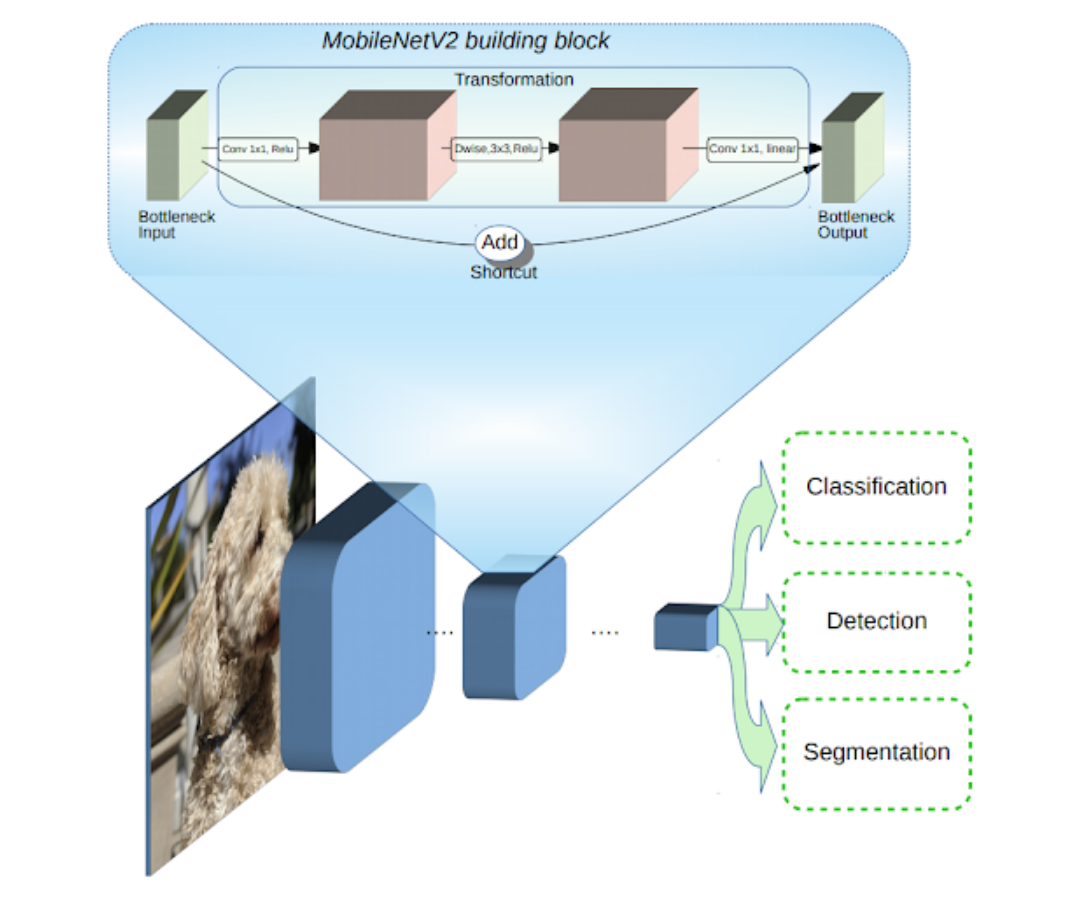 MobileNetV2 building block
Transformation
Conv 1x1, Relu
Dwise,3x3,Relu
Conv 1x1, linear
Bottleneck
Input
Bottleneck
Output
Add
Shortcut
Classification
Detection
Segmentation